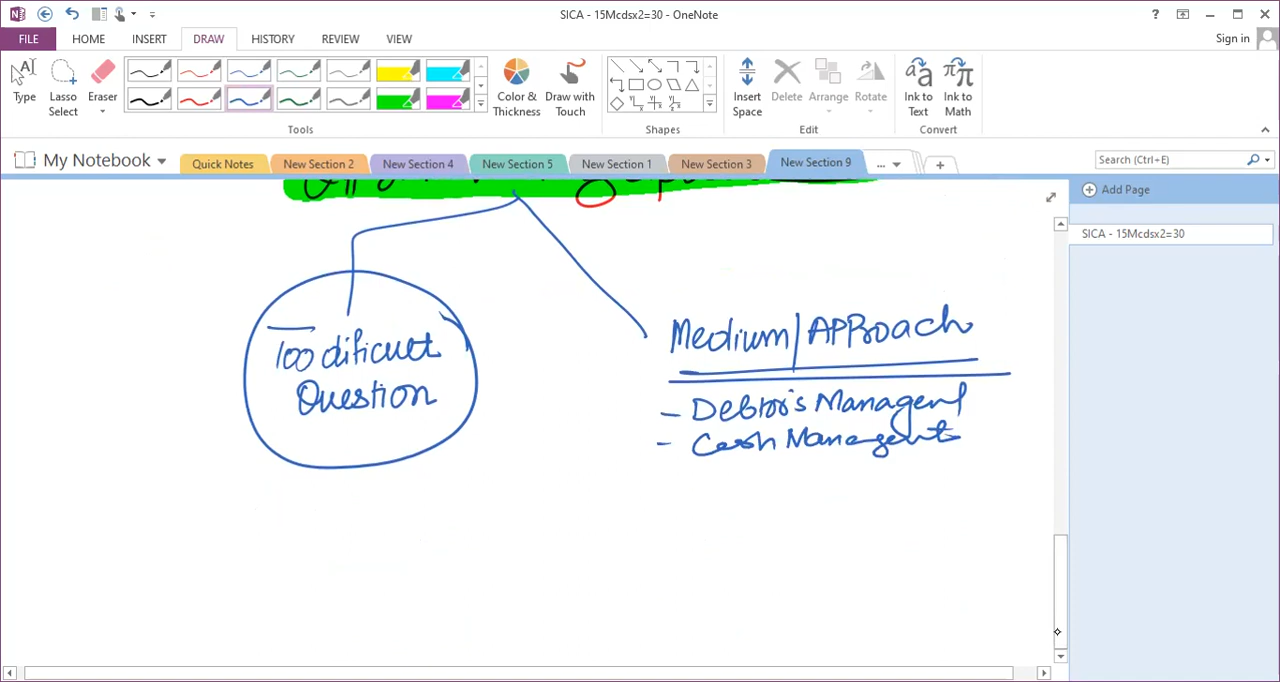 SICA - 15Mcdsx2=30 - OneNote
FILE HOME INSERT DRAW HISTORY REVIEW VIEW
Sign in
Type Lasso Select Eraser
Color & Thickness
Draw with Touch
Insert Space
Delete Arrange Rotate
Ink to Text
Ink to Math
Tools Shapes Edit Convert
My Notebook Quick Notes New Section 2 New Section 4 New Section 5 New Section 1 New Section 3 New Section 9 ...
Search (Ctrl+E)
Add Page
SICA - 15Mcdsx2=30
100 dificult
Question
Medium/APPRoach
- Debtor's Managent
- Cash Managents